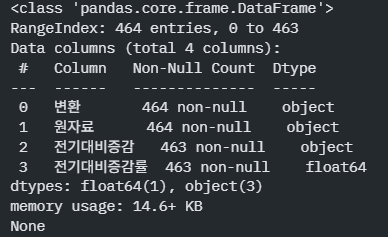 <class 'pandas.core.frame.DataFrame'>
RangeIndex: 464 entries, 0 to 463
Data columns (total 4 columns):
 #   Column   Non-Null Count  Dtype
---  ------   --------------  -----
 0   변환       464 non-null    object
 1   원자료      464 non-null    object
 2   전기대비증감   463 non-null    object
 3   전기대비증감률  463 non-null    float64
dtypes: float64(1), object(3)
memory usage: 14.6+ KB
None